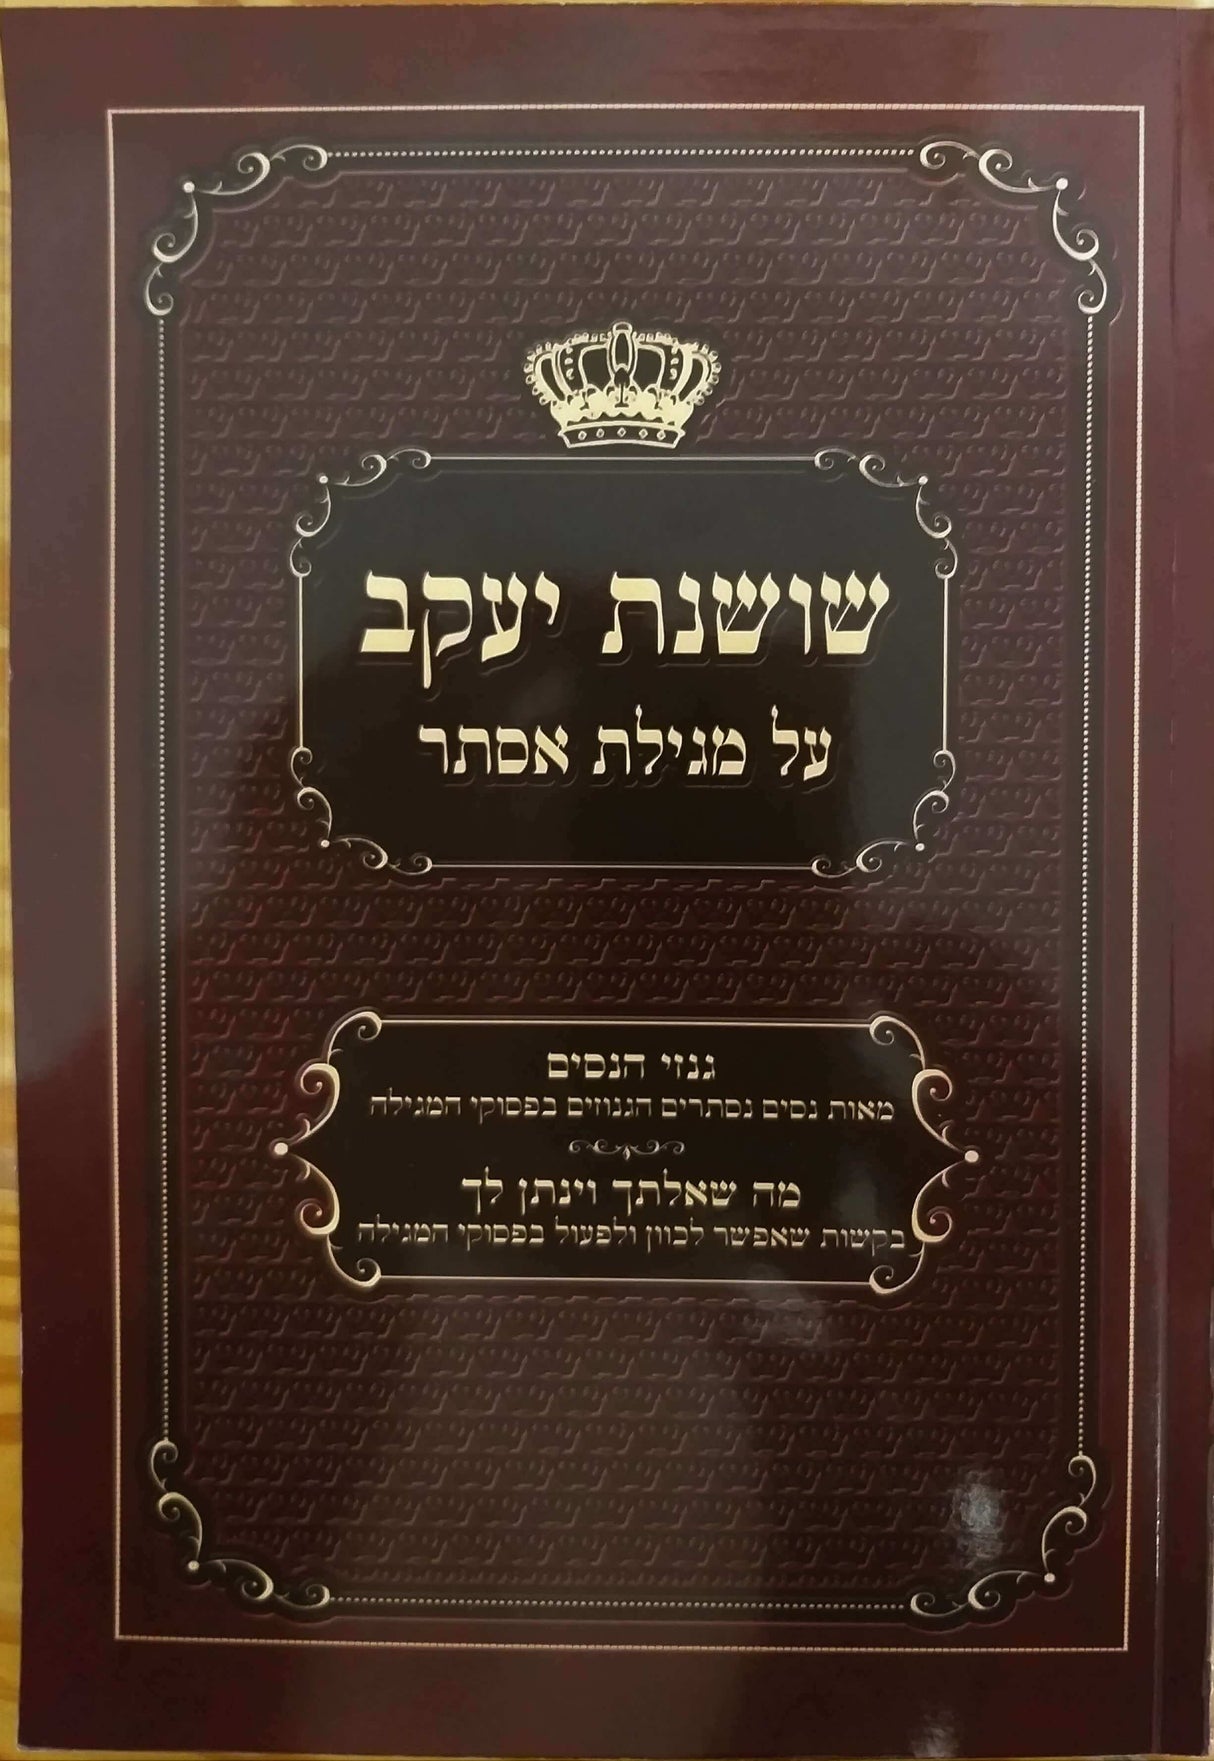 שושנת יעקב
על מגילת אסתר
גנזי הנסים
מאות נסים נסתרים הגנוזים בפסוקי המגילה
מה שאלתך וינתן לך
בקשות שאפשר לכוון ולפעול בפסוקי המגילה